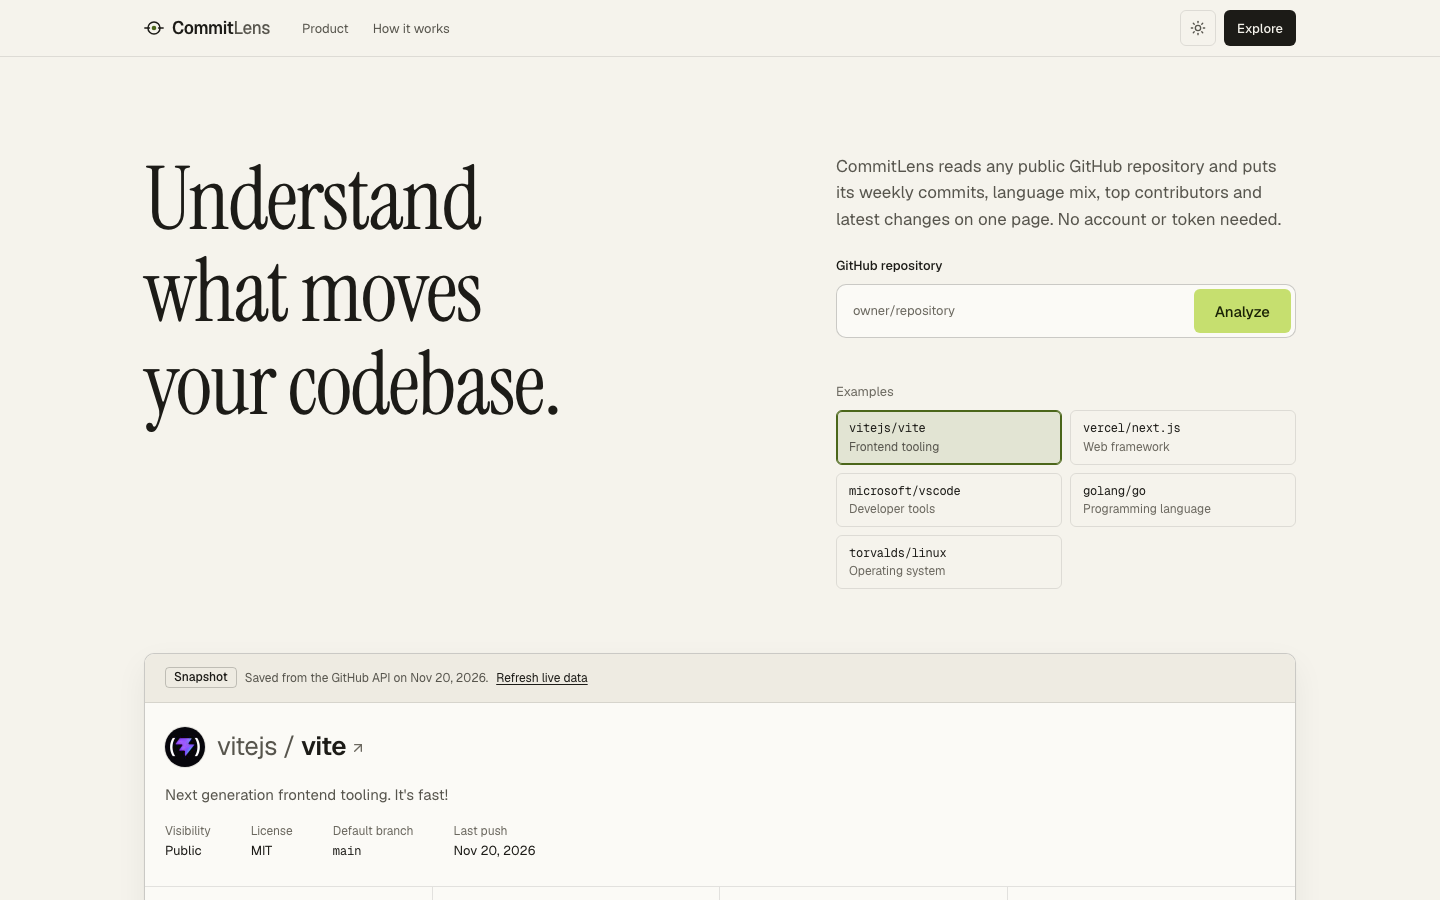 CommitLens
Product
How it works
Explore
Understand
what moves
your codebase.
CommitLens reads any public GitHub repository and puts
its weekly commits, language mix, top contributors and
latest changes on one page. No account or token needed.
GitHub repository
owner/repository
Analyze
Examples
vitejs/vite
Frontend tooling
vercel/next.js
Web framework
microsoft/vscode
Developer tools
golang/go
Programming language
torvalds/linux
Operating system
Snapshot Saved from the GitHub API on Nov 20, 2026. Refresh live data
vitejs / vite
Next generation frontend tooling. It's fast!
Visibility
Public
License
MIT
Default branch
main
Last push
Nov 20, 2026